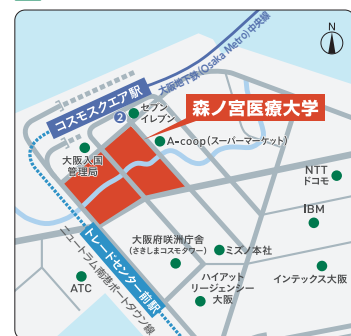 N
大阪地下鉄(Osaka Metro)中央線
コスモスクエア駅
2
セブン
イレブン
森ノ宮医療大学
A-coop(スーパーマーケット)
大阪入国
管理局
NTT
ドコモ
IBM
トレードセンター前駅
ニュートラム南港ポートタウン線
大阪府咲洲庁舎
(さきしまコスモタワー)
ミズノ本社
ATC
ハイアット
リージェンシー
大阪
インテックス大阪